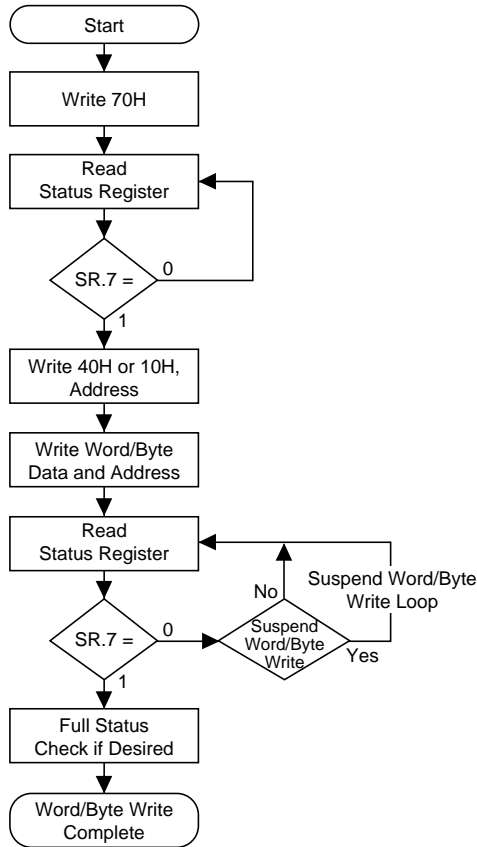 Start
Write 70H
Read
Status Register
SR.7 =
0
1
Write 40H or 10H,
Address
Write Word/Byte
Data and Address
Read
Status Register
Suspend Word/Byte
Write Loop
No
SR.7 =
0
Suspend
Word/Byte
Write
Yes
1
Full Status
Check if Desired
Word/Byte Write
Complete